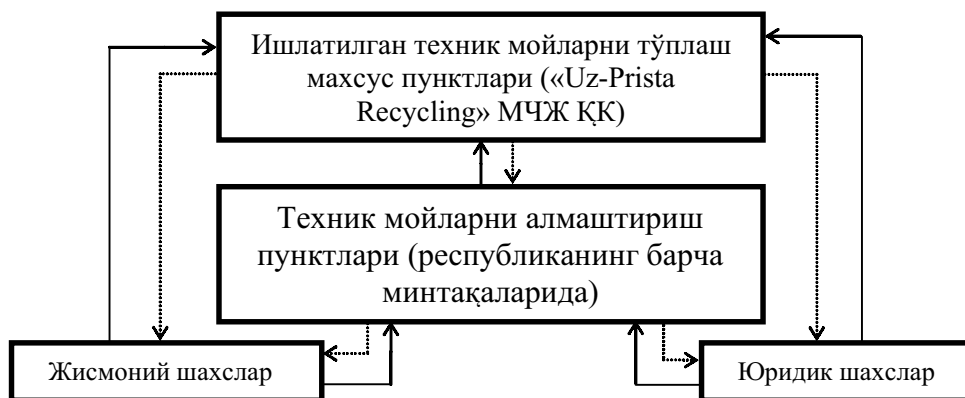 Ишлатилган техник мойларни тўплаш
махсус пунктлари («Uz-Prista
Recycling» МЧЖ ҚК)
Техник мойларни алмаштириш
пунктлари (республиканинг барча
минтақаларида)
Жисмоний шахслар
Юридик шахслар